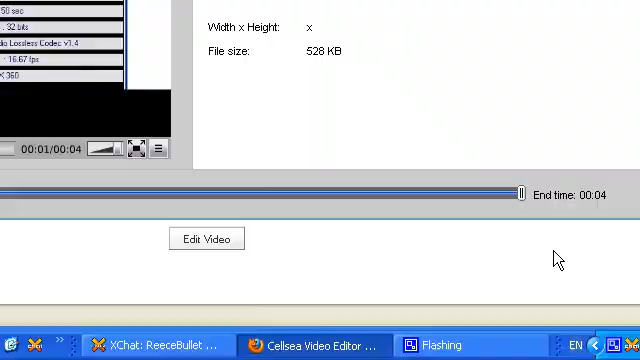 50 sec
32 bits
dio Lossless Codec v1.4
16.67 fps
X 360
Width x Height: x
File size: 528 KB
00:01/00:04
End time: 00:04
Edit Video
XChat: ReeceBullet ...
Cellsea Video Editor ...
Flashing
EN